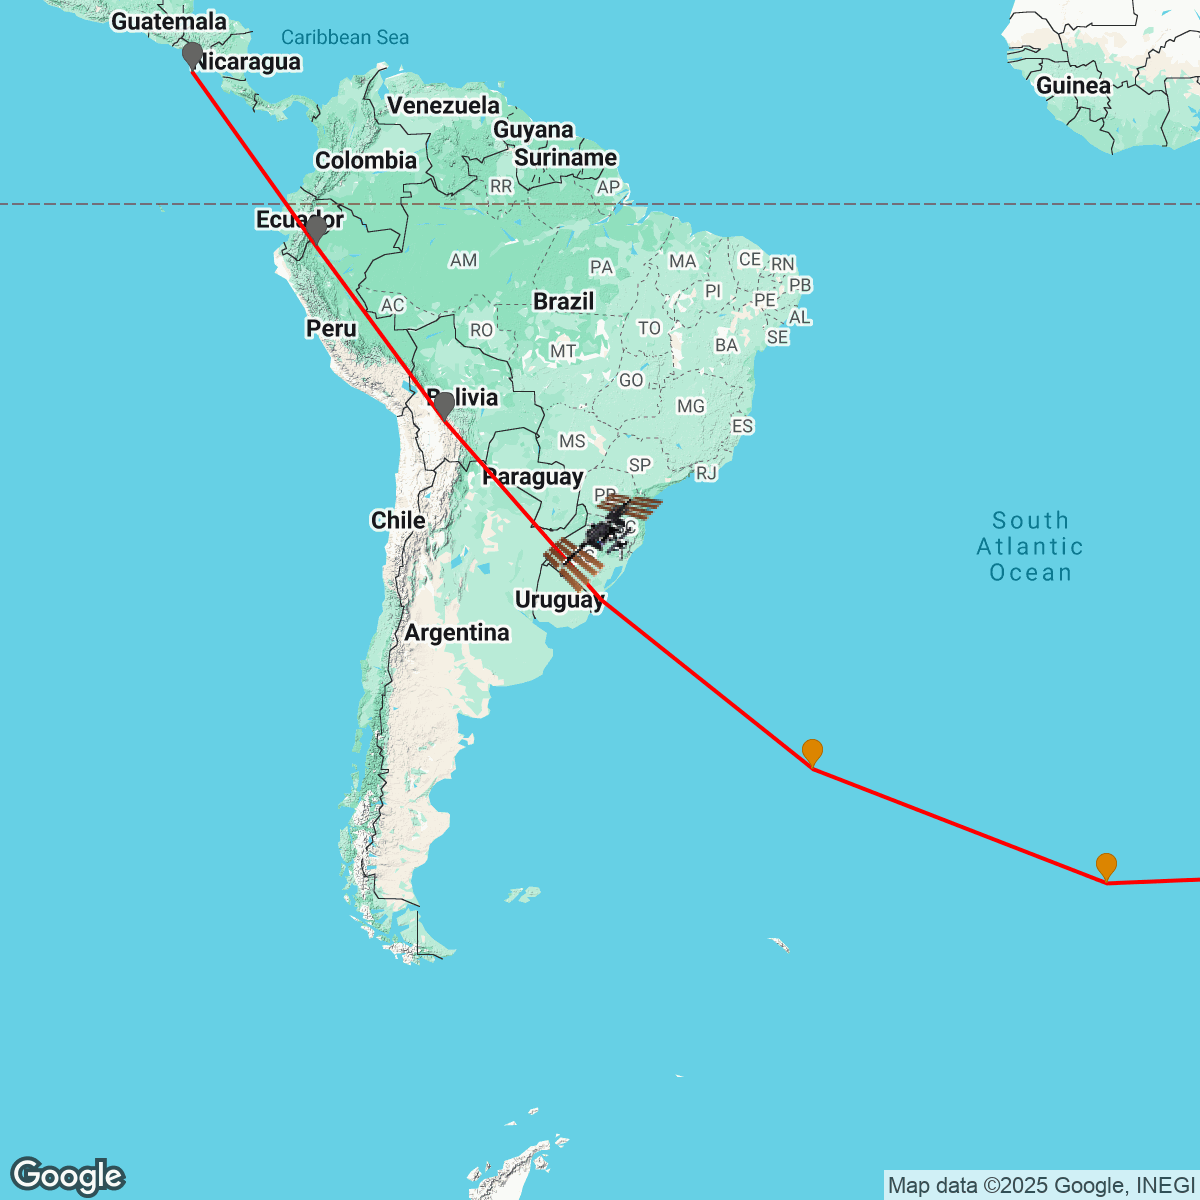 Guatemala
Caribbean Sea
Nicaragua
Guinea
Venezuela
Guyana
Colombia
Suriname
RR
AP
Ecuador
AM
PA
MA
CE
RN
PI
PB
PE
Brazil
AC
AL
Peru
RO
TO
SE
BA
MT
GO
Bolivia
MG
ES
MS
SP
RJ
Paraguay
PR
Chile
SC
South
Atlantic
Ocean
Uruguay
Argentina
Google
Map data ©2025 Google, INEGI